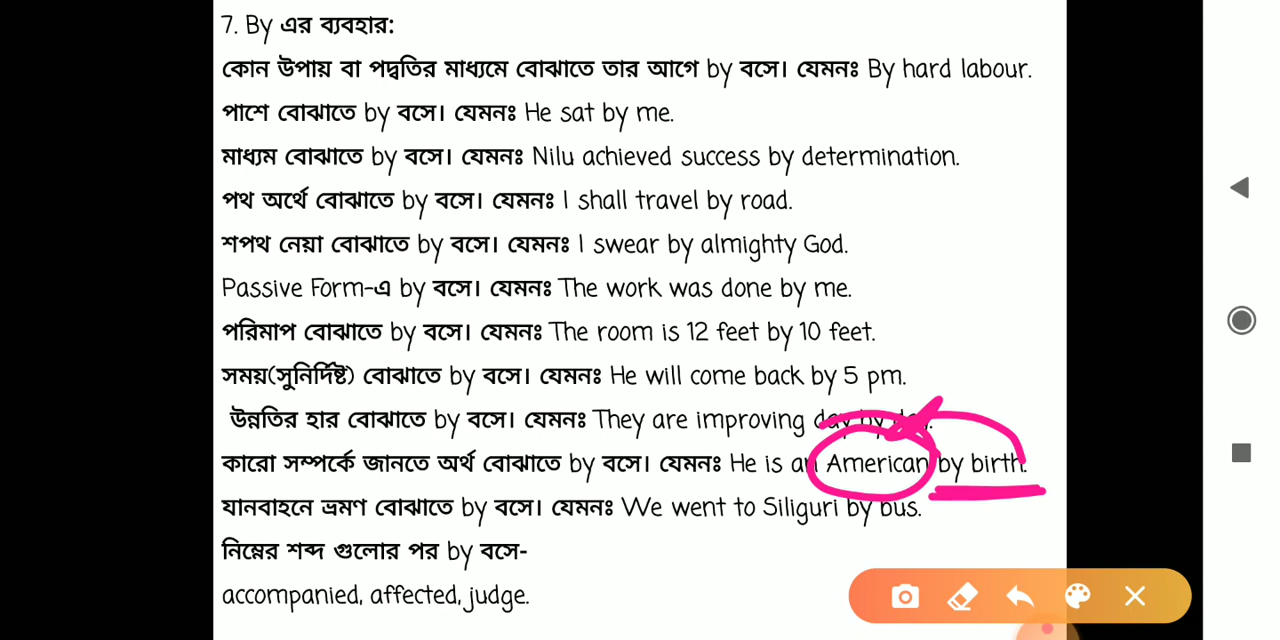 7. By এর ব্যবহার:
কোন উপায় বা পদ্বতির মাধ্যমে বোঝাতে তার আগে by বসে। যেমনঃ By hard labour.
পাশে বোঝাতে by বসে। যেমনঃ He sat by me.
মাধ্যম বোঝাতে by বসে। যেমনঃ Nilu achieved success by determination.
পথ অর্থে বোঝাতে by বসে। যেমনঃ I shall travel by road.
শপথ নেয়া বোঝাতে by বসে। যেমনঃ I swear by almighty God.
Passive Form-এ by বসে। যেমনঃ The work was done by me.
পরিমাপ বোঝাতে by বসে। যেমনঃ The room is 12 feet by 10 feet.
সময়(সুনির্দিষ্ট) বোঝাতে by বসে। যেমনঃ He will come back by 5 pm.
উন্নতির হার বোঝাতে by বসে। যেমনঃ They are improving day by day.
কারো সম্পর্কে জানতে অর্থ বোঝাতে by বসে। যেমনঃ He is an American by birth.
যানবাহনে ভ্রমণ বোঝাতে by বসে। যেমনঃ We went to Siliguri by bus.
নিম্নের শব্দ গুলোর পর by বসে-
accompanied, affected, judge.